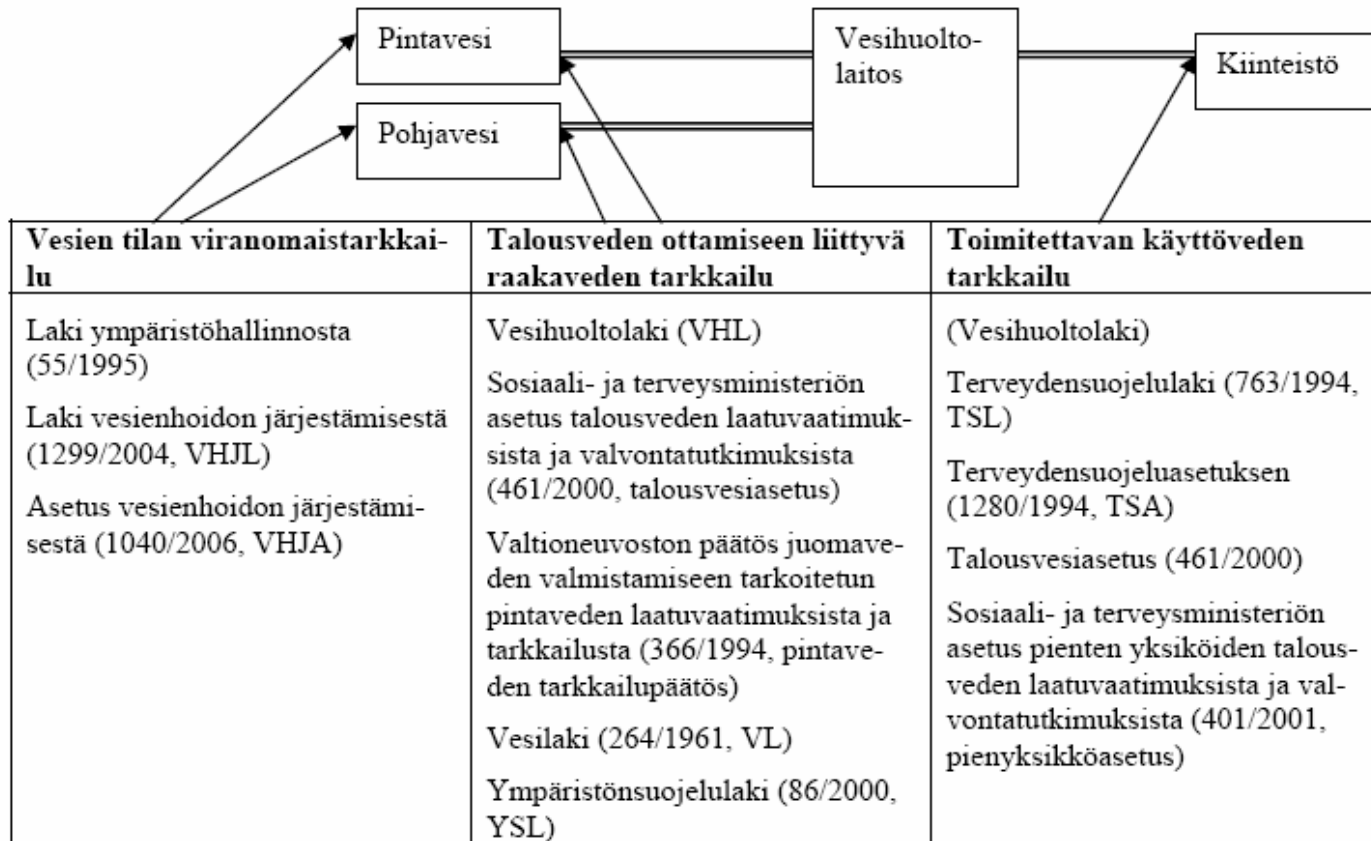 Pintavesi
Pohjavesi
Vesihuolto-
laitos
Kiinteistö
Vesien tilan viranomaistarkkai-
lu
Laki ympäristöhallinnosta
(55/1995)
Laki vesienhoidon järjestämisestä
(1299/2004, VHJL)
Asetus vesienhoidon järjestämi-
sestä (1040/2006, VHJA)
Talousveden ottamiseen liittyvä
raakaveden tarkkailu
Vesihuoltolaki (VHL)
Sosiaali- ja terveysministeriön
asetus talousveden laatuvaatimuk-
sista ja valvontatutkimuksista
(461/2000, talousvesiasetus)
Valtioneuvoston päätös juomave-
den valmistamiseen tarkoitetun
pintaveden laatuvaatimuksista ja
tarkkailusta (366/1994, pintave-
den tarkkailupäätös)
Vesilaki (264/1961, VL)
Ympäristönsuojelulaki (86/2000,
YSL)
Toimitettavan käyttöveden
tarkkailu
(Vesihuoltolaki)
Terveydensuojelulaki (763/1994,
TSL)
Terveydensuojeluasetuksen
(1280/1994, TSA)
Talousvesiasetus (461/2000)
Sosiaali- ja terveysministeriön
asetus pienten yksiköiden talous-
veden laatuvaatimuksista ja val-
vontatutkimuksista (401/2001,
pienyksikköasetus)